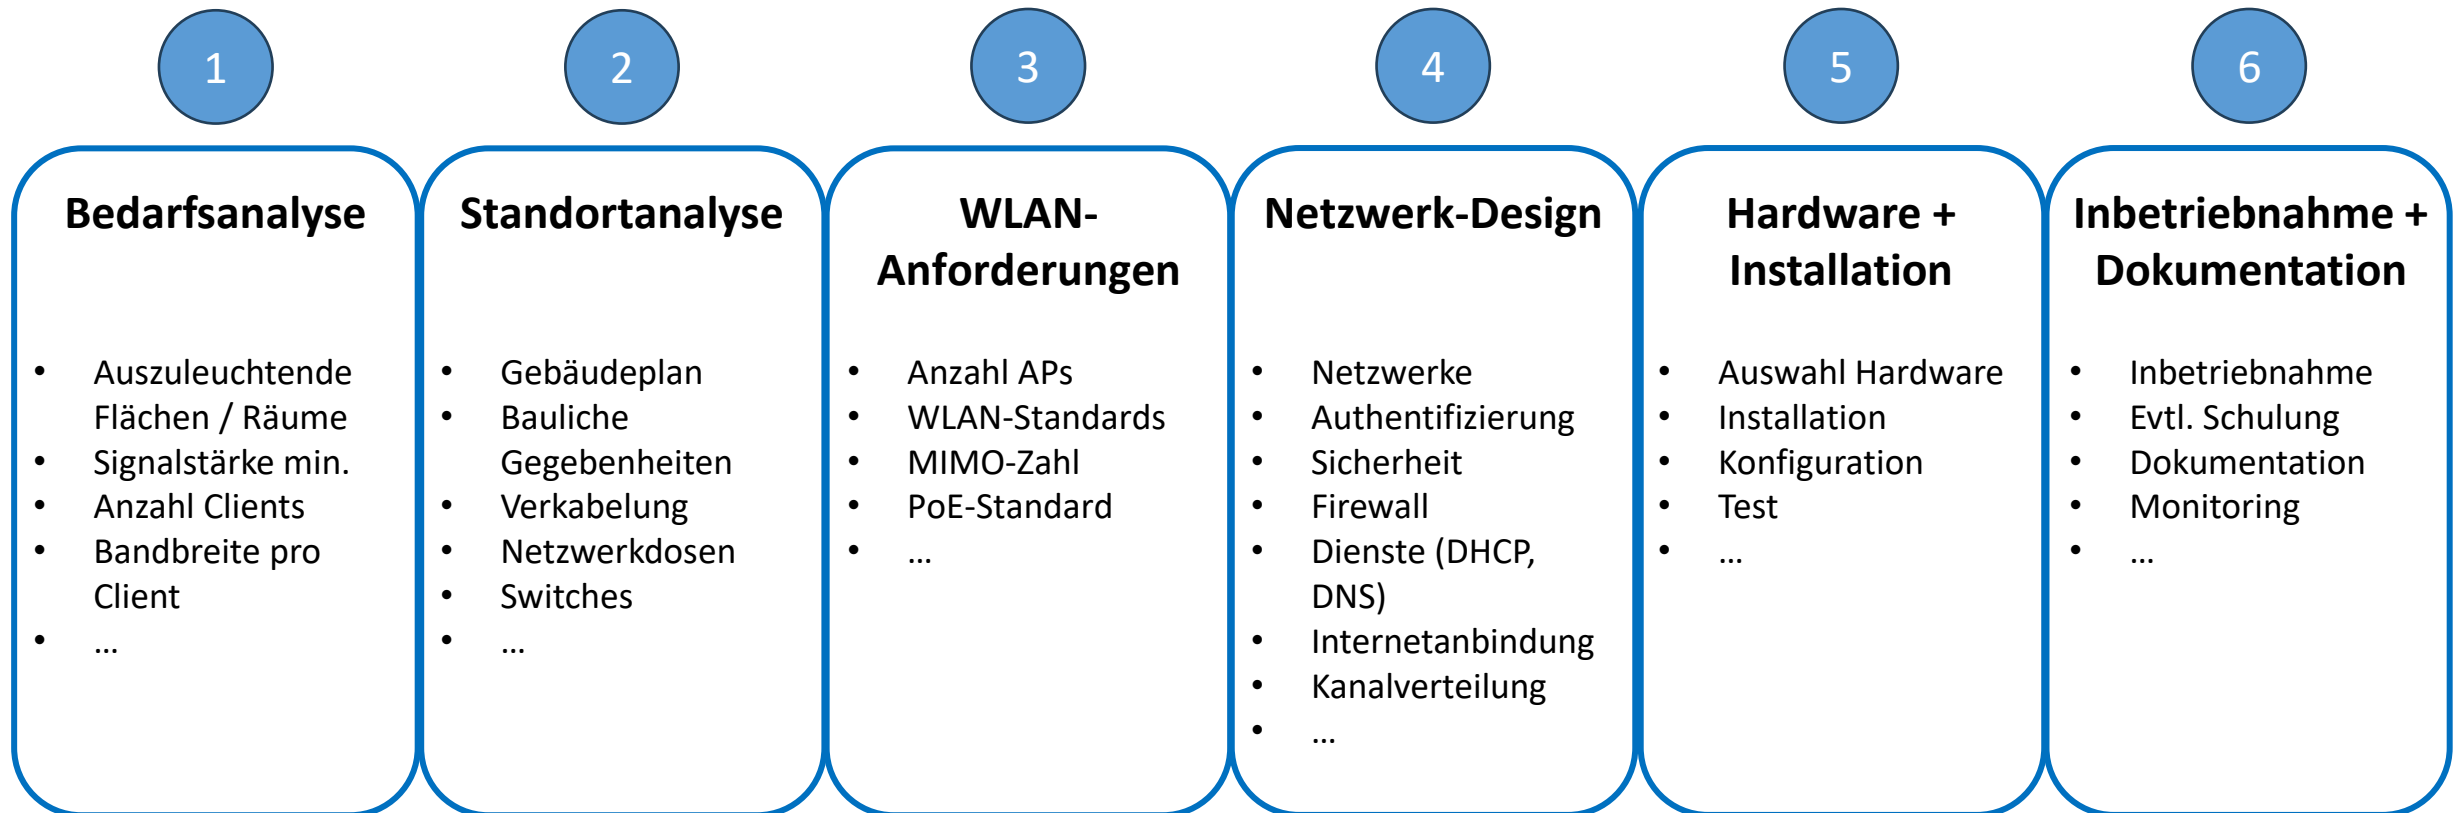 1
Bedarfsanalyse
• Auszuleuchtende
Flächen / Räume
• Signalstärke min.
• Anzahl Clients
• Bandbreite pro
Client
• ...
2
Standortanalyse
• Gebäudeplan
• Bauliche
Gegebenheiten
• Verkabelung
• Netzwerkdosen
• Switches
• ...
3
WLAN-
Anforderungen
• Anzahl APs
• WLAN-Standards
• MIMO-Zahl
• PoE-Standard
• ...
4
Netzwerk-Design
• Netzwerke
• Authentifizierung
• Sicherheit
• Firewall
• Dienste (DHCP,
DNS)
• Internetanbindung
• Kanalverteilung
• ...
5
Hardware +
Installation
• Auswahl Hardware
• Installation
• Konfiguration
• Test
• ...
6
Inbetriebnahme +
Dokumentation
• Inbetriebnahme
• Evtl. Schulung
• Dokumentation
• Monitoring
• ...